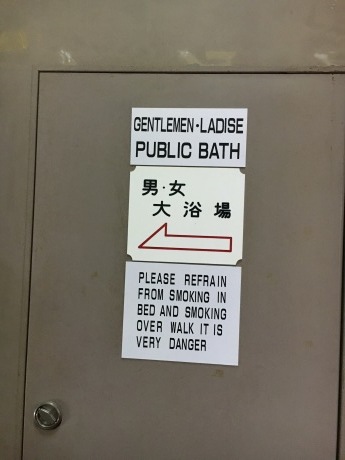 GENTLEMEN・LADISE
PUBLIC BATH
男・女
大浴場
PLEASE REFRAIN
FROM SMOKING IN
BED AND SMOKING
OVER WALK IT IS
VERY DANGER